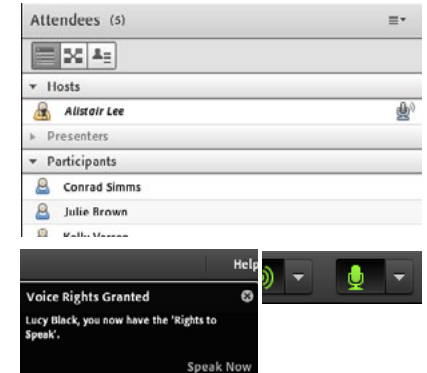 Attendees (5)
Hosts
Alistair Lee
Presenters
Participants
Conrad Simms
Julie Brown
Kelly
Help
Voice Rights Granted
Lucy Black, you now have the 'Rights to
Speak'.
Speak Now